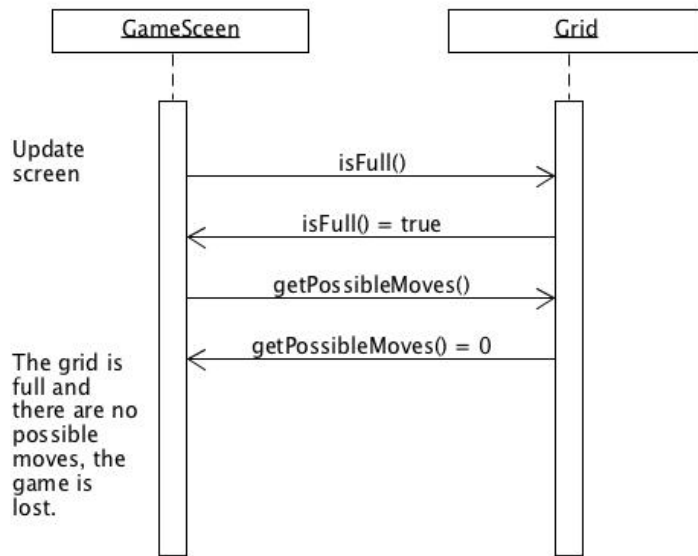 GameSceen
Grid
Update
screen
isFull()
isFull() = true
getPossibleMoves()
getPossibleMoves() = 0
The grid is
full and
there are no
possible
moves, the
game is
lost.